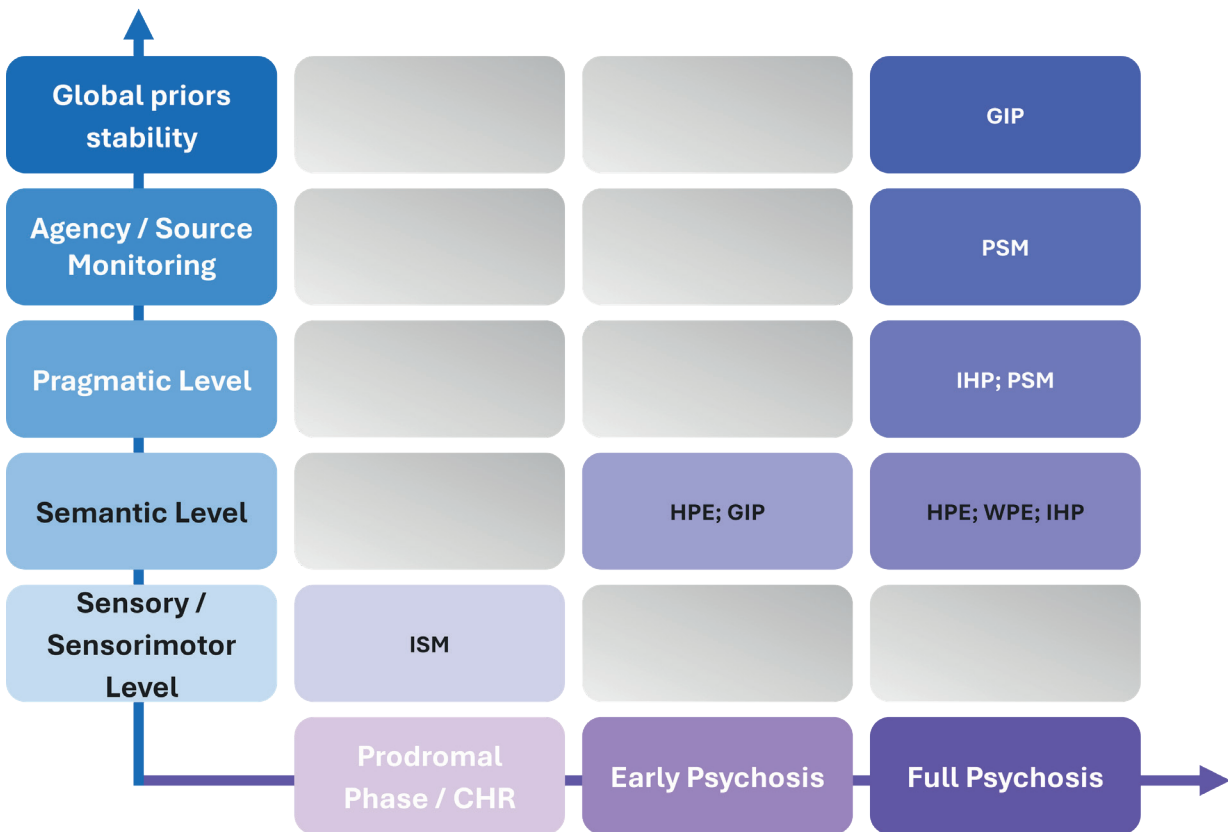 Global priors
stability
GIP
Agency / Source
Monitoring
PSM
Pragmatic Level
IHP; PSM
Semantic Level
HPE; GIP
HPE; WPE; IHP
Sensory /
Sensorimotor
Level
ISM
Prodromal
Phase / CHR
Early Psychosis
Full Psychosis